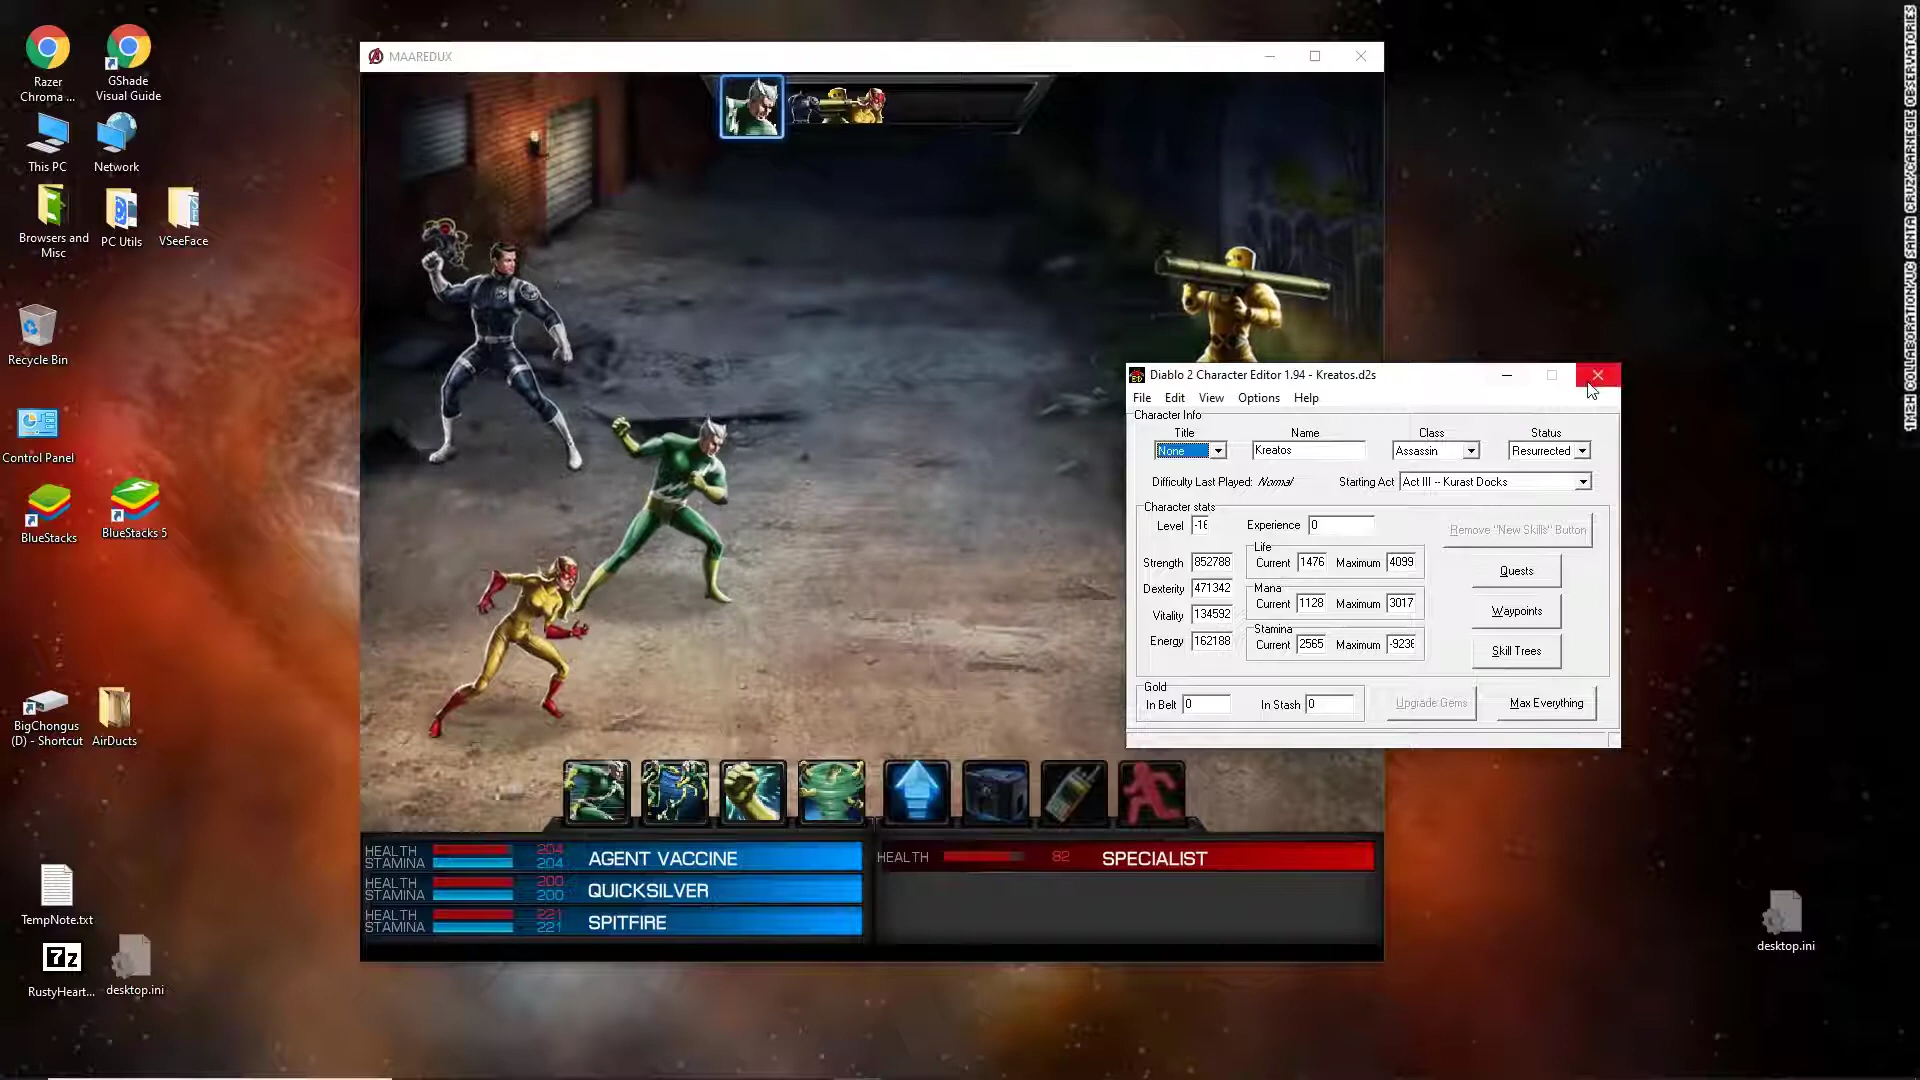 Razer
Chroma ...
GShade
Visual Guide
This PC
Network
Browsers and
Misc
PC Utils
VSeeFace
Recycle Bin
Control Panel
BlueStacks
BlueStacks 5
BigChongus
(D) - Shortcut
AirDucts
TempNote.txt
7z
RustyHeart...
desktop.ini
MAAREDUX
HEALTH 204
STAMINA 204
AGENT VACCINE
HEALTH 200
STAMINA 200
QUICKSILVER
HEALTH 221
STAMINA 221
SPITFIRE
HEALTH 82 SPECIALIST
Diablo 2 Character Editor 1.94 - Kreatos.d2s
File Edit View Options Help
Character Info
Title Name Class Status
None Kreatos Assassin Resurrected
Difficulty Last Played: Normal Starting Act Act III -- Kurast Docks
Character stats
Level -16 Experience 0 Remove "New Skills" Button
Life
Strength 852788 Current 1476 Maximum 4099
Quests
Dexterity 471342 Mana
Current 1128 Maximum 3017
Waypoints
Vitality 134592
Stamina
Energy 162188 Current 2565 Maximum -9236
Skill Trees
Gold
In Belt 0 In Stash 0 Upgrade Gems Max Everything
desktop.ini